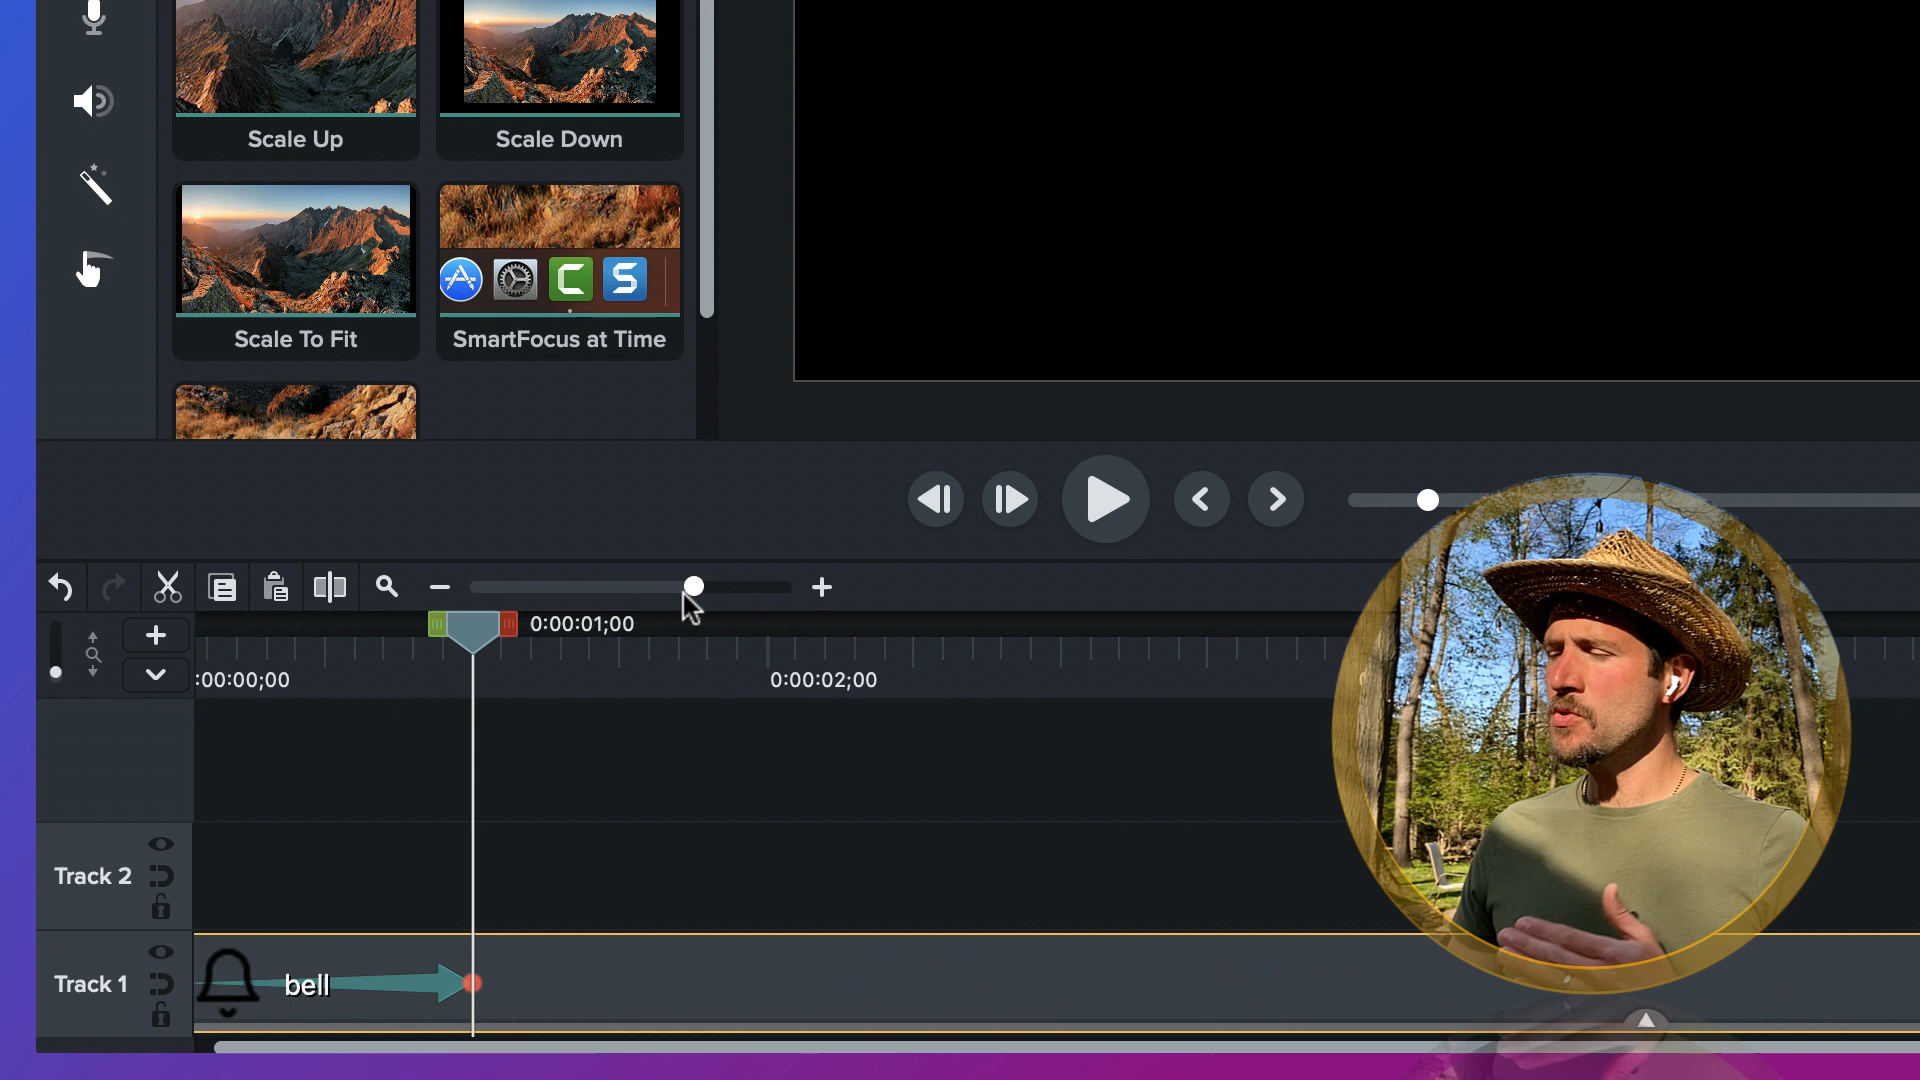 Scale Up
Scale Down
Scale To Fit
SmartFocus at Time
0:00:01;00
:00:00;00
0:00:02;00
Track 2
Track 1
bell